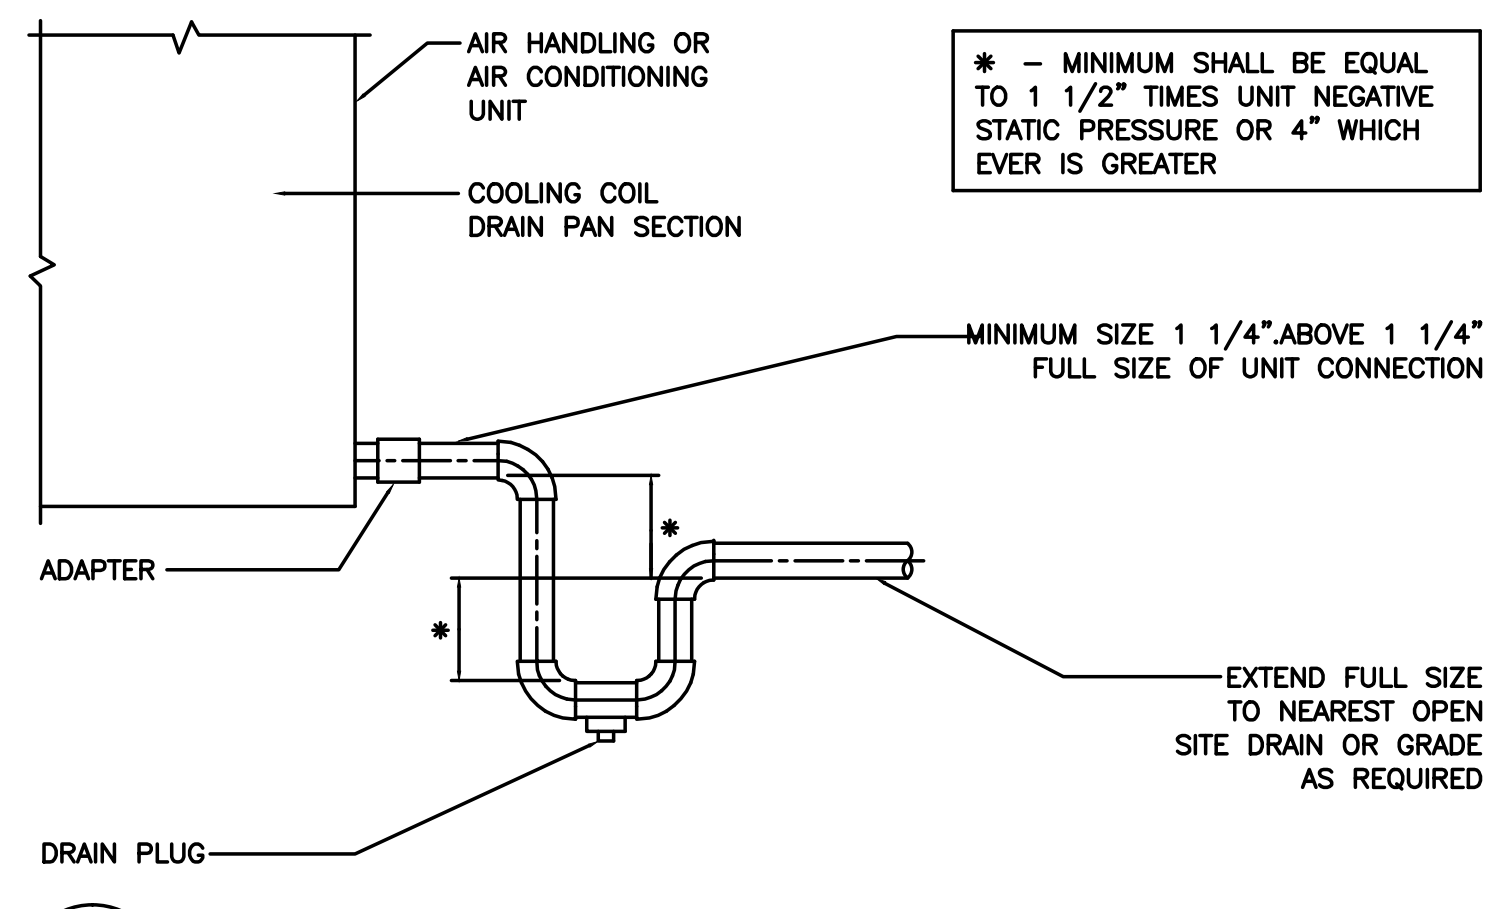 AIR HANDLING OR
AIR CONDITIONING
UNIT
* - MINIMUM SHALL BE EQUAL
TO 1 1/2" TIMES UNIT NEGATIVE
STATIC PRESSURE OR 4" WHICH
EVER IS GREATER
COOLING COIL
DRAIN PAN SECTION
MINIMUM SIZE 1 1/4".ABOVE 1 1/4"
FULL SIZE OF UNIT CONNECTION
*
ADAPTER
*
EXTEND FULL SIZE
TO NEAREST OPEN
SITE DRAIN OR GRADE
AS REQUIRED
DRAIN PLUG